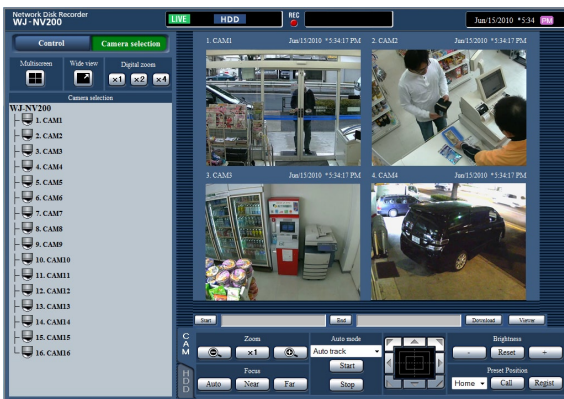 Network Disk Recorder
WJ-NV200
LIVE HDD REC Jun/15/2010 *5:34 PM
Control Camera selection
Multiscreen Wide view Digital zoom
×1 ×2 ×4
Camera selection
WJ-NV200
1. CAM1
2. CAM2
3. CAM3
4. CAM4
5. CAM5
6. CAM6
7. CAM7
8. CAM8
9. CAM9
10. CAM10
11. CAM11
12. CAM12
13. CAM13
14. CAM14
15. CAM15
16. CAM16
1. CAM1 Jun/15/2010 *5:34:17 PM
2. CAM2 Jun/15/2010 *5:34:17 PM
3. CAM3 Jun/15/2010 *5:34:17 PM
4. CAM4 Jun/15/2010 *5:34:17 PM
Start End Download Viewer
CAM
HDD
Zoom
×1
Focus
Auto Near Far
Auto mode
Auto track
Start
Stop
Brightness
- Reset +
Preset Position
Home Call Regist